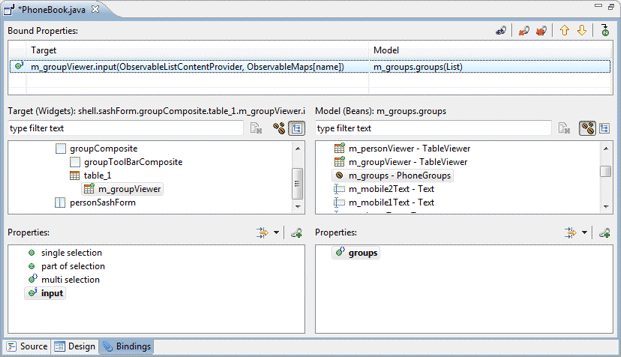 *PhoneBook.java
Bound Properties:
Target Model
m_groupViewer.input(ObservableListContentProvider, ObservableMaps[name]) m_groups.groups(List)
Target (Widgets): shell.sashForm.groupComposite.table_1.m_groupViewer.i Model (Beans): m_groups.groups
type filter text type filter text
groupComposite m_personViewer - TableViewer
groupToolBarComposite m_groupViewer - TableViewer
table_1 m_groups - PhoneGroups
m_groupViewer m_mobile2Text - Text
personSashForm m_mobile1Text - Text
Properties: Properties:
single selection groups
part of selection
multi selection
input
Source Design Bindings